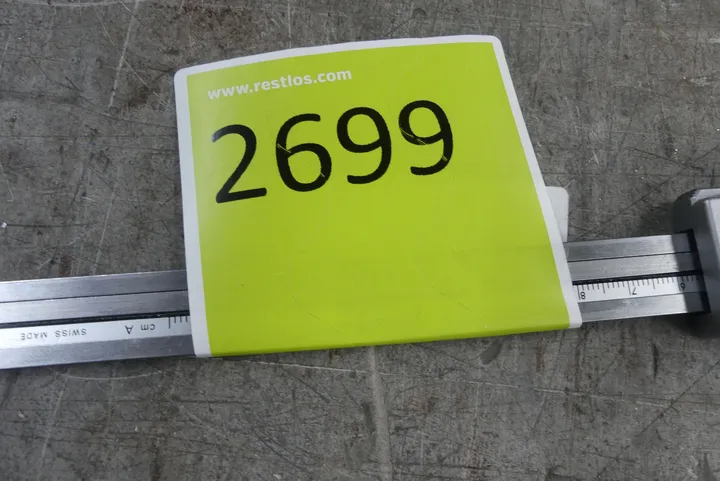 www.restlos.com
2699
SWISS MADE
cm A
8 7 6